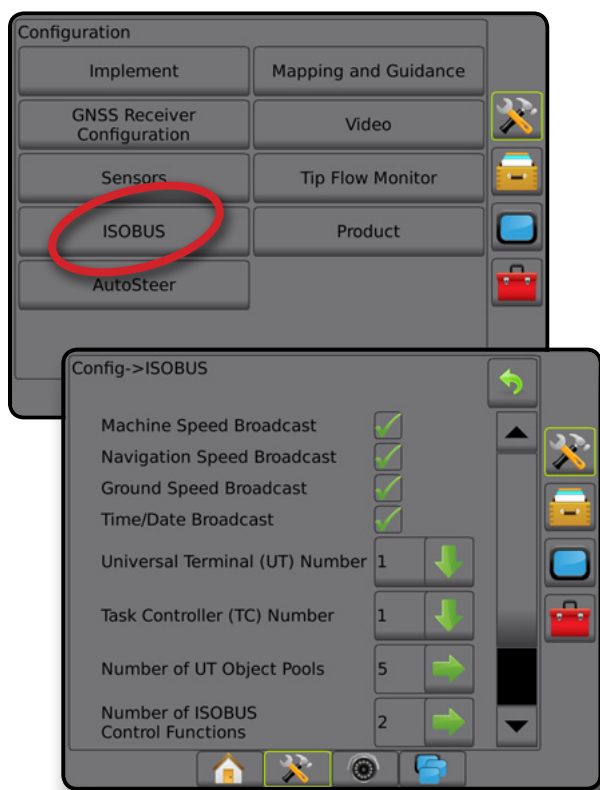 Configuration
Implement
Mapping and Guidance
GNSS Receiver
Configuration
Video
Sensors
Tip Flow Monitor
ISOBUS
Product
AutoSteer
Config->ISOBUS
Machine Speed Broadcast
Navigation Speed Broadcast
Ground Speed Broadcast
Time/Date Broadcast
Universal Terminal (UT) Number 1
Task Controller (TC) Number 1
Number of UT Object Pools 5
Number of ISOBUS
Control Functions 2